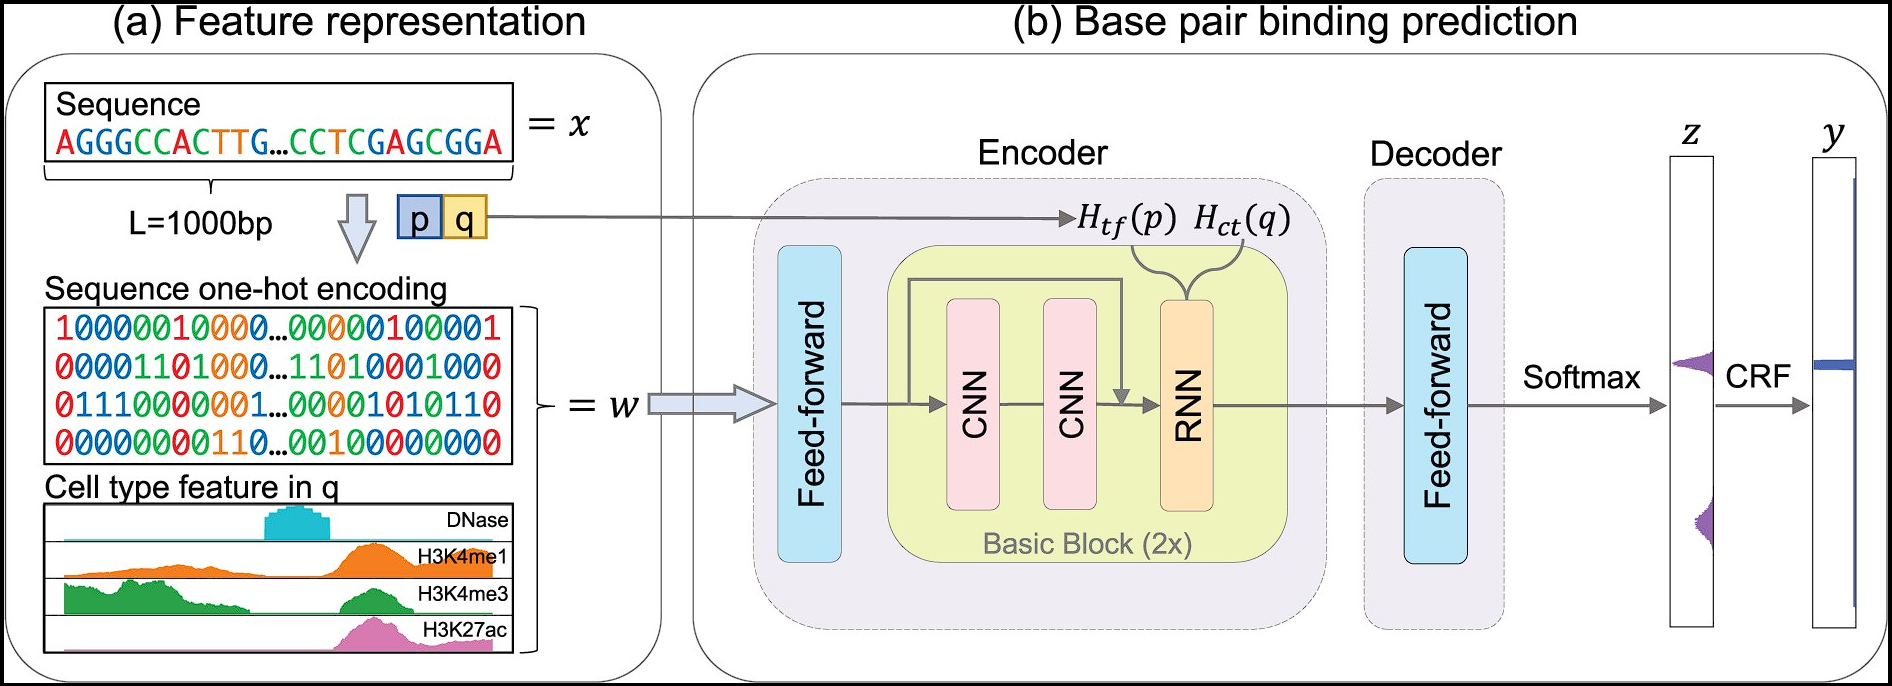 (a) Feature representation
Sequence
AGGGCCACTTG...CCTCGAGCGGA
= x
L=1000bp
p q
Sequence one-hot encoding
10000010000...00000100001
00001101000...11010001000
01110000001...00001010110
00000000110...00100000000
= w
Cell type feature in q
DNase
H3K4me1
H3K4me3
H3K27ac
(b) Base pair binding prediction
Encoder
H_tf(p) H_ct(q)
Feed-forward
CNN
CNN
RNN
Basic Block (2x)
Decoder
Feed-forward
Softmax
z
CRF
y